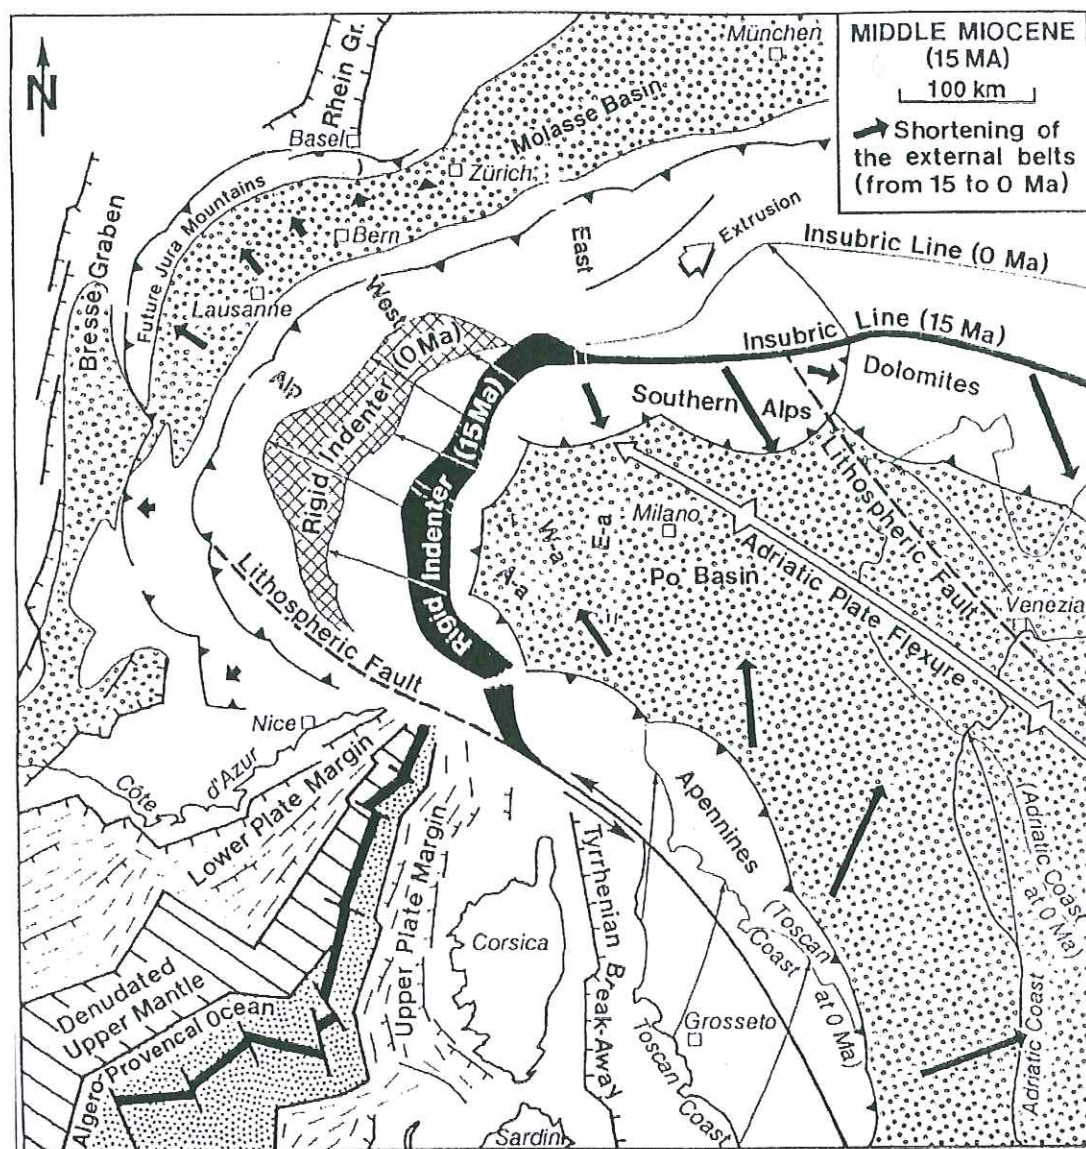 MIDDLE MIOCENE
(15 MA)
100 km
Shortening of
the external belts
(from 15 to 0 Ma)
N
München
Rhein Gr.
Basel
Molasse Basin
Zürich
Future Jura Mountains
Bern
Bresse Graben
Lausanne
East
Extrusion
Insubric Line (0 Ma)
West
Alp
Rigid Indenter (0 Ma)
Insubric Line (15 Ma)
Dolomites
Southern Alps
Rigid Indenter (15 Ma)
Lithospheric Fault
W-a
Ea
Milano
Po Basin
Adriatic Plate Flexure
Venezia
Lithospheric Fault
Nice
Côte d'Azur
Lower Plate Margin
Upper Plate Margin
Apennines
(Adriatic Coast
at 0 Ma)
Corsica
Tyrrhenian Break-Away
(Toscan
Coast
at 0 Ma)
Denudated
Upper Mantle
Algero-Provencal Ocean
Grosseto
Toscan Coast
Adriatic Coast
Sardin